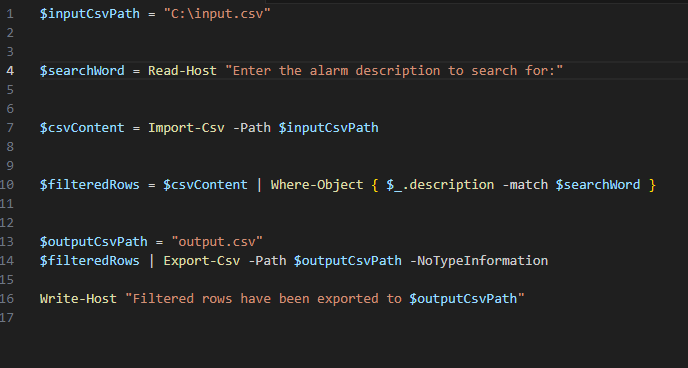 1 $inputCsvPath = "C:\input.csv"
2
3
4 $searchWord = Read-Host "Enter the alarm description to search for:"
5
6
7 $csvContent = Import-Csv -Path $inputCsvPath
8
9
10 $filteredRows = $csvContent | Where-Object { $_.description -match $searchWord }
11
12
13 $outputCsvPath = "output.csv"
14 $filteredRows | Export-Csv -Path $outputCsvPath -NoTypeInformation
15
16 Write-Host "Filtered rows have been exported to $outputCsvPath"
17